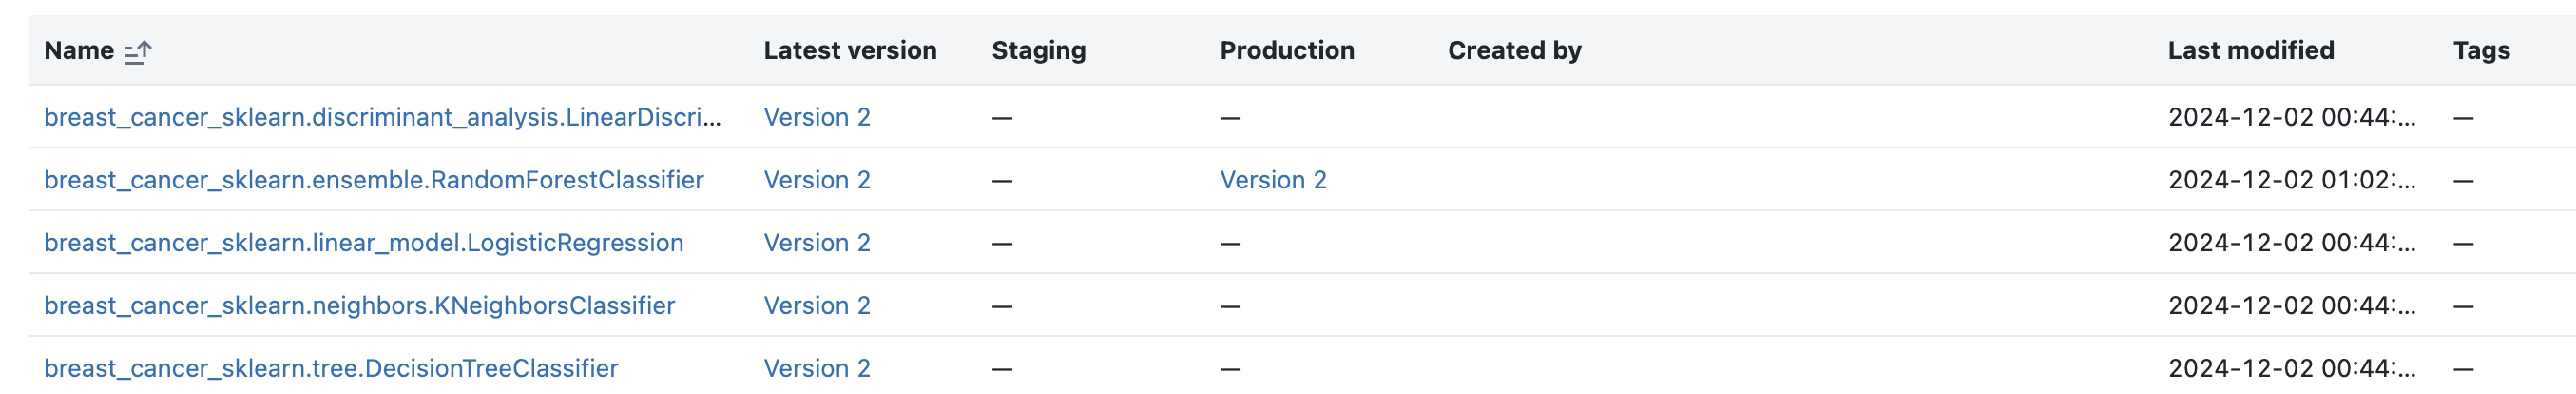 Name Latest version Staging Production Created by Last modified Tags
breast_cancer_sklearn.discriminant_analysis.LinearDiscri... Version 2 — — 2024-12-02 00:44:... —
breast_cancer_sklearn.ensemble.RandomForestClassifier Version 2 — Version 2 2024-12-02 01:02:... —
breast_cancer_sklearn.linear_model.LogisticRegression Version 2 — — 2024-12-02 00:44:... —
breast_cancer_sklearn.neighbors.KNeighborsClassifier Version 2 — — 2024-12-02 00:44:... —
breast_cancer_sklearn.tree.DecisionTreeClassifier Version 2 — — 2024-12-02 00:44:... —